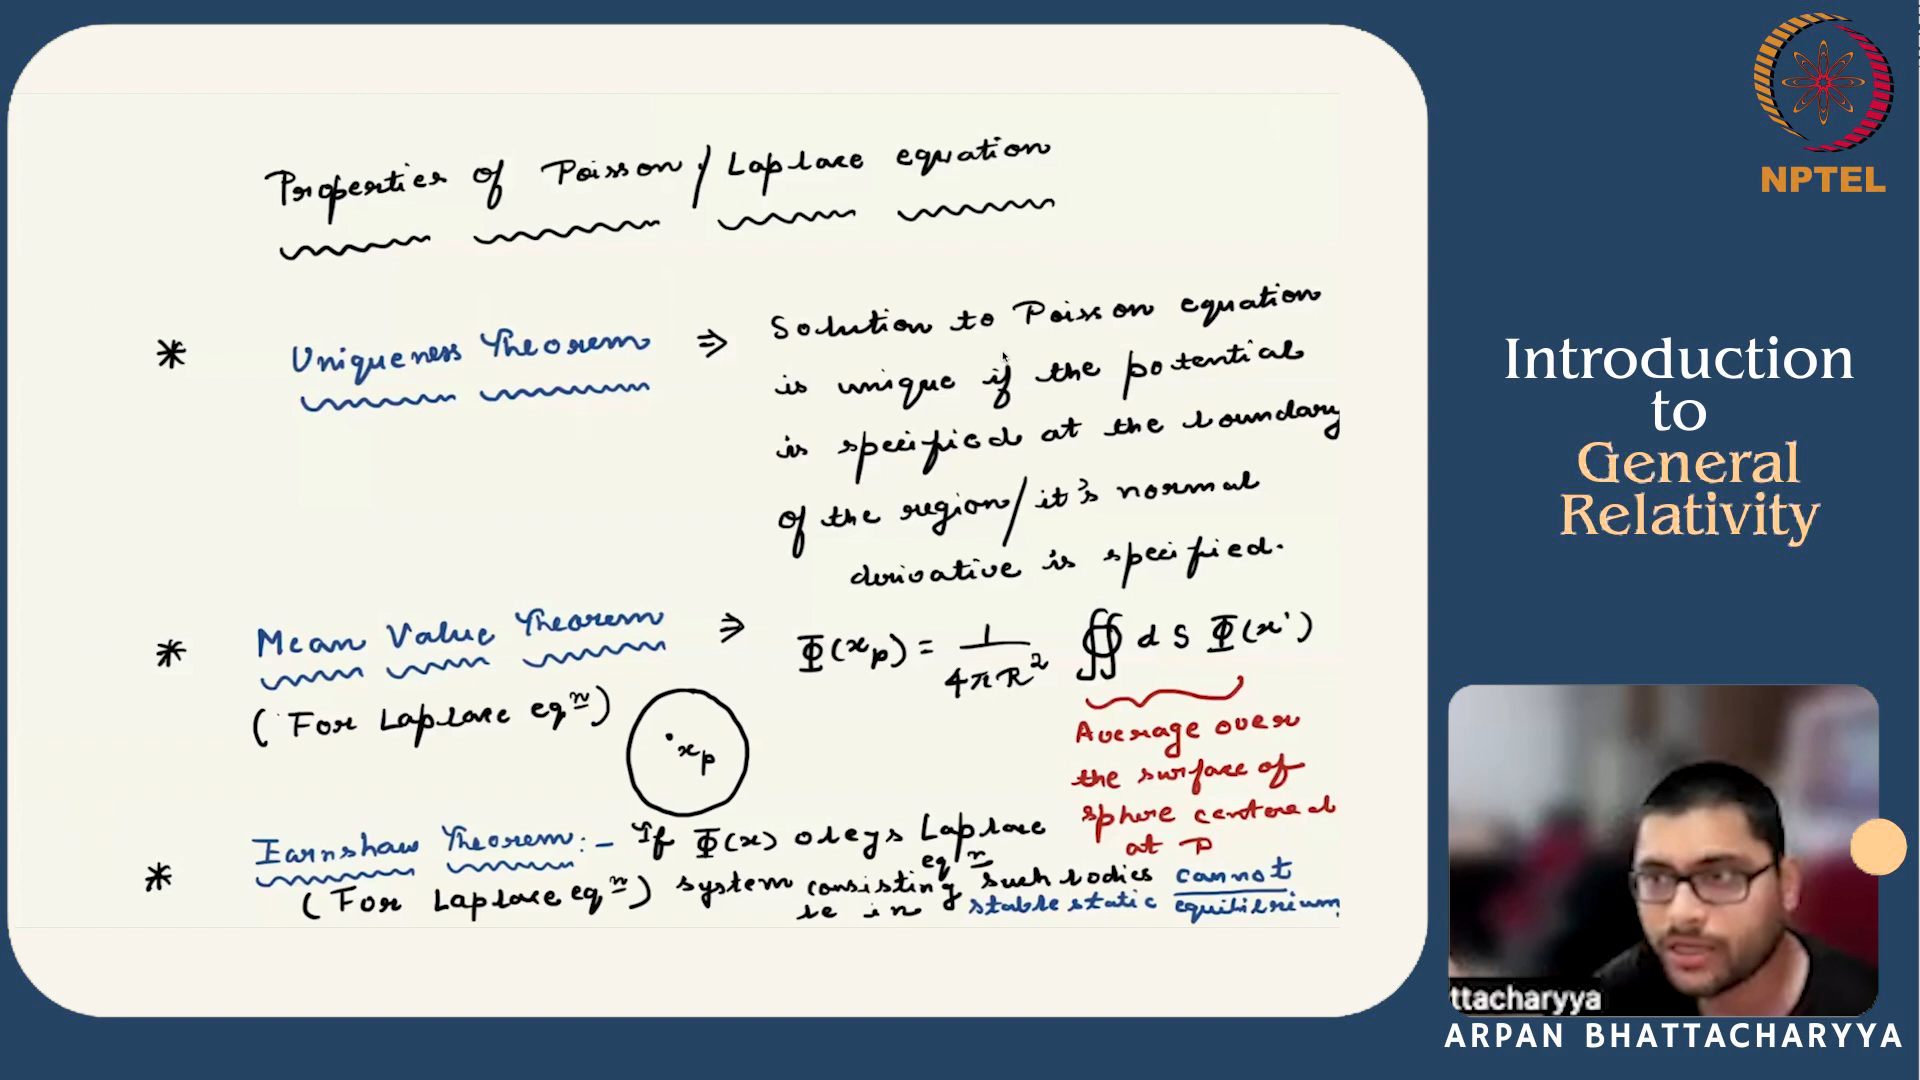 Properties of Poisson / Laplace equation
* Uniqueness Theorem ⇒ Solution to Poisson equation
is unique if the potential
is specified at the boundary
of the region / it's normal
derivative is specified.
* Mean Value Theorem ⇒ Φ(x_p) = 1/4πR² ∯ dS Φ(x')
(For Laplace eqⁿ)
x_p
Average over
the surface of
sphere centered
at P
* Earnshaw Theorem :- If Φ(x) obeys Laplace eqⁿ
(For Laplace eqⁿ) system consisting such bodies cannot
be in stable static equilibrium
NPTEL
Introduction
to
General
Relativity
ttacharyya
ARPAN BHATTACHARYYA